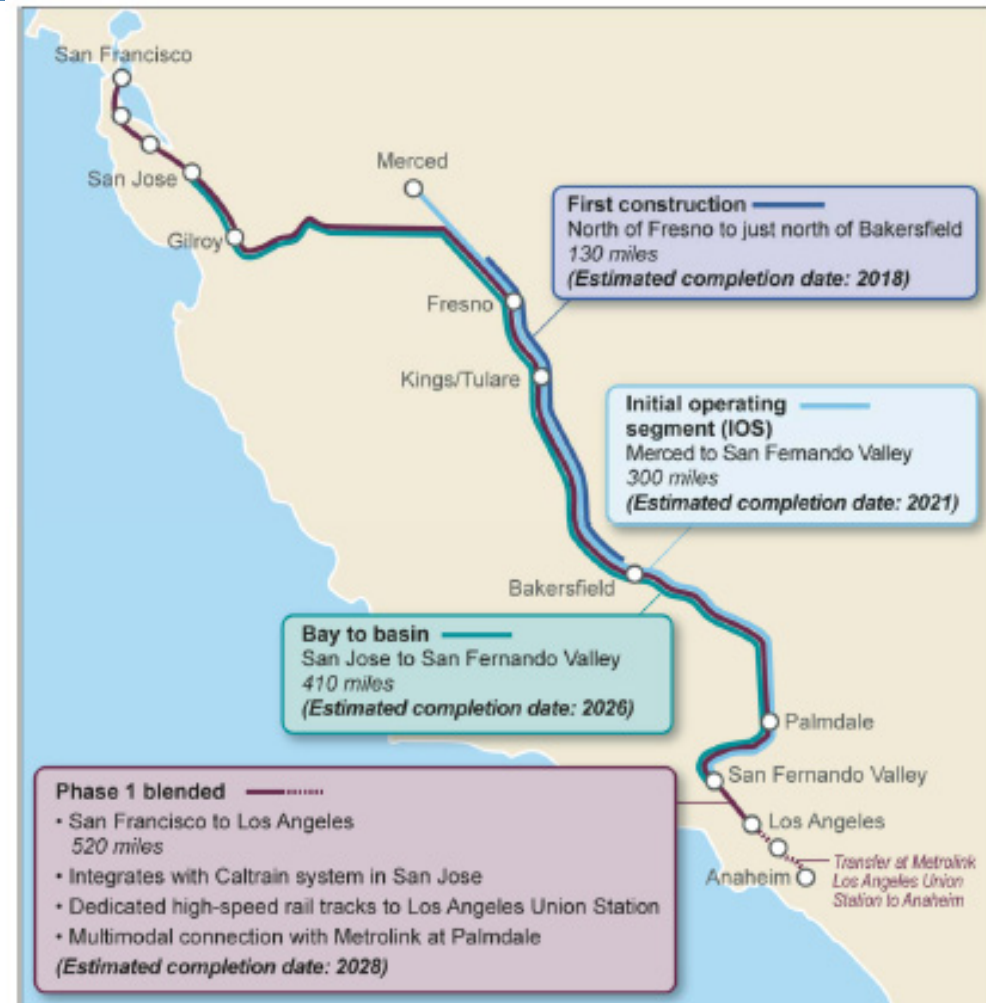 San Francisco
San Jose
Gilroy
Merced
Fresno
Kings/Tulare
First construction
North of Fresno to just north of Bakersfield
130 miles
(Estimated completion date: 2018)
Initial operating
segment (IOS)
Merced to San Fernando Valley
300 miles
(Estimated completion date: 2021)
Bakersfield
Bay to basin
San Jose to San Fernando Valley
410 miles
(Estimated completion date: 2026)
Palmdale
San Fernando Valley
Los Angeles
Anaheim
Transfer at Metrolink
Los Angeles Union
Station to Anaheim
Phase 1 blended
• San Francisco to Los Angeles
520 miles
• Integrates with Caltrain system in San Jose
• Dedicated high-speed rail tracks to Los Angeles Union Station
• Multimodal connection with Metrolink at Palmdale
(Estimated completion date: 2028)